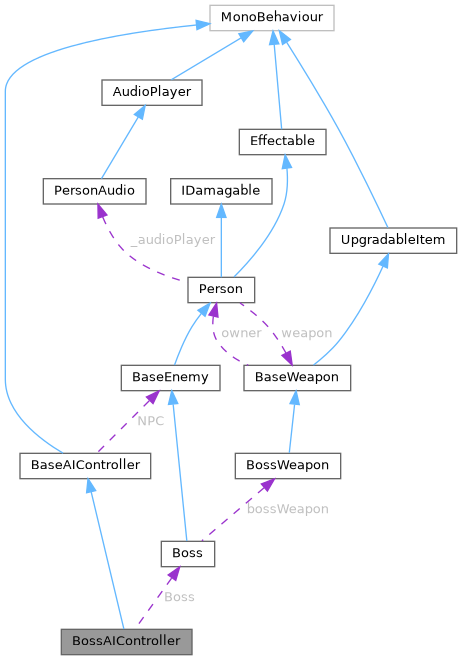 MonoBehaviour
AudioPlayer
Effectable
PersonAudio
IDamagable
_audioPlayer
UpgradableItem
Person
owner
weapon
BaseEnemy
BaseWeapon
NPC
BaseAIController
BossWeapon
bossWeapon
Boss
Boss
BossAIController